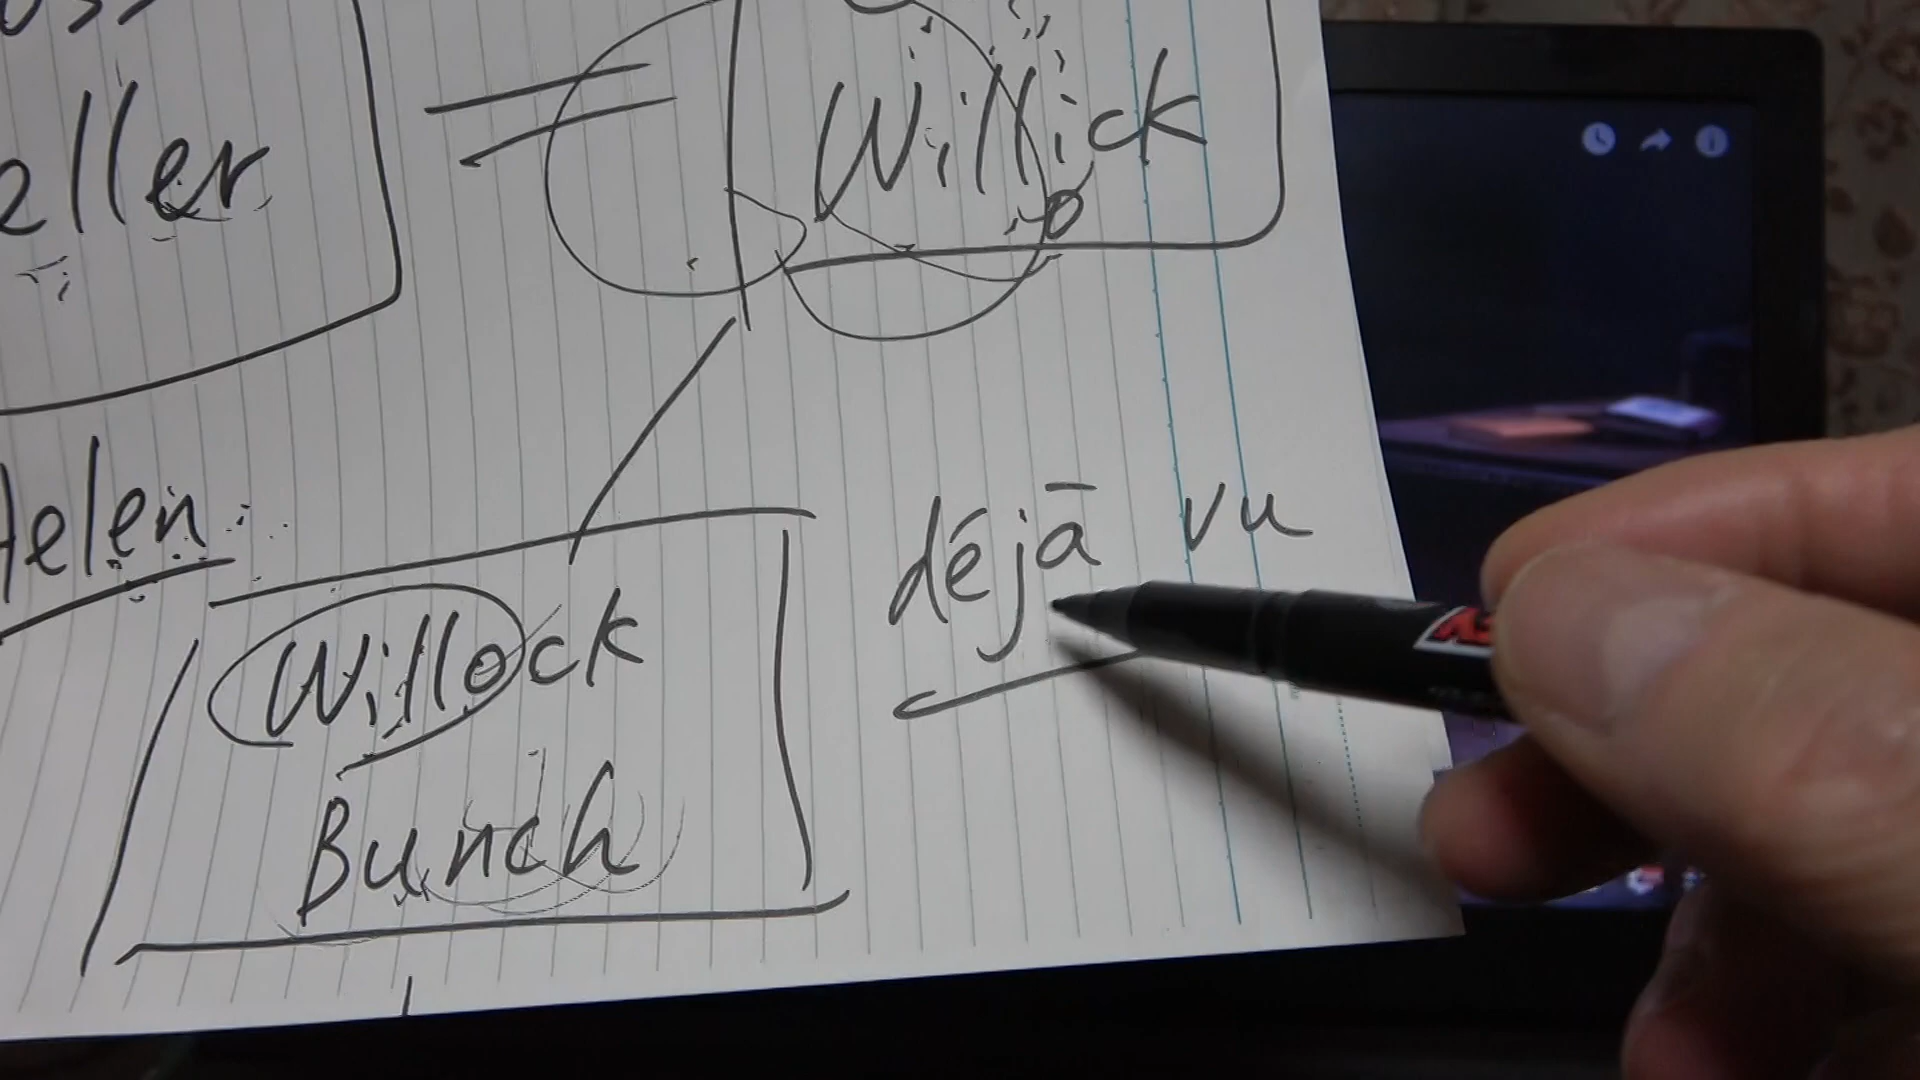 eller
=
Willick
o
Helen
Willock
Bunch
déjā vu